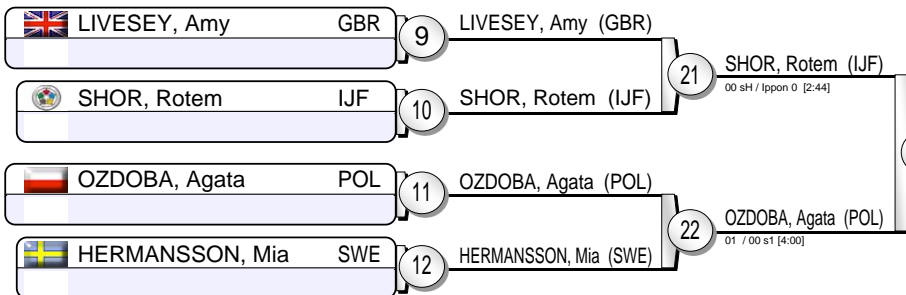 LIVESEY, Amy GBR
9
LIVESEY, Amy (GBR)
SHOR, Rotem IJF
10
SHOR, Rotem (IJF)
21
SHOR, Rotem (IJF)
00 sH / Ippon 0 [2:44]
OZDOBA, Agata POL
11
OZDOBA, Agata (POL)
HERMANSSON, Mia SWE
12
HERMANSSON, Mia (SWE)
22
OZDOBA, Agata (POL)
01 / 00 s1 [4:00]